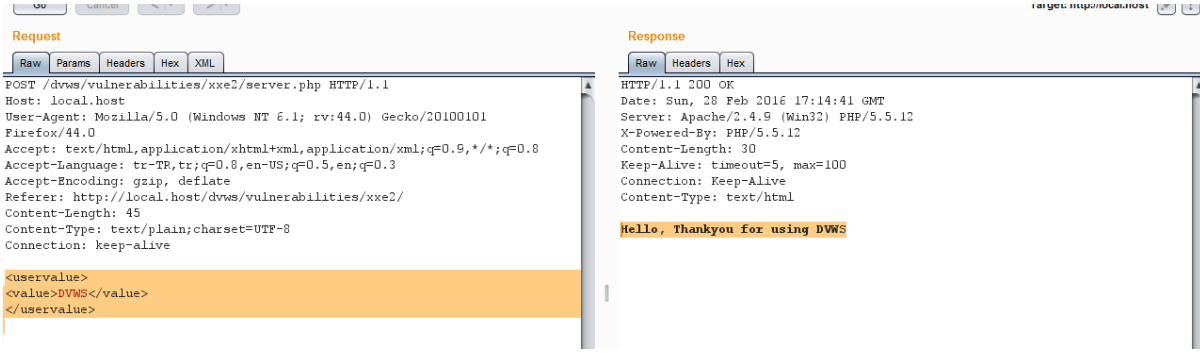 Go Cancel < >
Target: http://local.host
Request
Raw Params Headers Hex XML
POST /dvws/vulnerabilities/xxe2/server.php HTTP/1.1
Host: local.host
User-Agent: Mozilla/5.0 (Windows NT 6.1; rv:44.0) Gecko/20100101
Firefox/44.0
Accept: text/html,application/xhtml+xml,application/xml;q=0.9,*/*;q=0.8
Accept-Language: tr-TR,tr;q=0.8,en-US;q=0.5,en;q=0.3
Accept-Encoding: gzip, deflate
Referer: http://local.host/dvws/vulnerabilities/xxe2/
Content-Length: 45
Content-Type: text/plain;charset=UTF-8
Connection: keep-alive
<uservalue>
<value>DVWS</value>
</uservalue>
Response
Raw Headers Hex
HTTP/1.1 200 OK
Date: Sun, 28 Feb 2016 17:14:41 GMT
Server: Apache/2.4.9 (Win32) PHP/5.5.12
X-Powered-By: PHP/5.5.12
Content-Length: 30
Keep-Alive: timeout=5, max=100
Connection: Keep-Alive
Content-Type: text/html
Hello, Thankyou for using DVWS